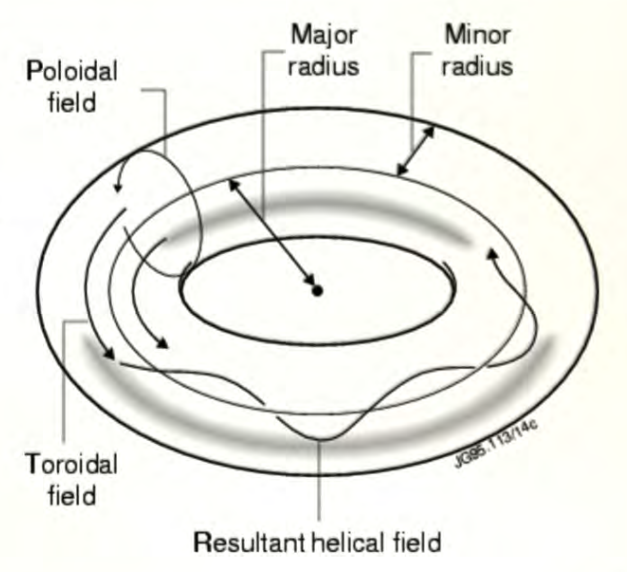 Major
radius
Minor
radius
Poloidal
field
JG95.113/14c
Toroidal
field
Resultant helical field